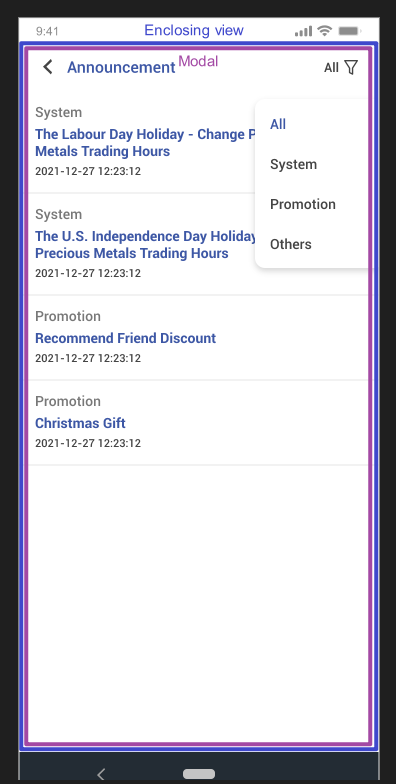 9:41 Enclosing view
Announcement Modal All
System
The Labour Day Holiday - Change P
Metals Trading Hours
2021-12-27 12:23:12
System
The U.S. Independence Day Holiday
Precious Metals Trading Hours
2021-12-27 12:23:12
Promotion
Recommend Friend Discount
2021-12-27 12:23:12
Promotion
Christmas Gift
2021-12-27 12:23:12
All
System
Promotion
Others